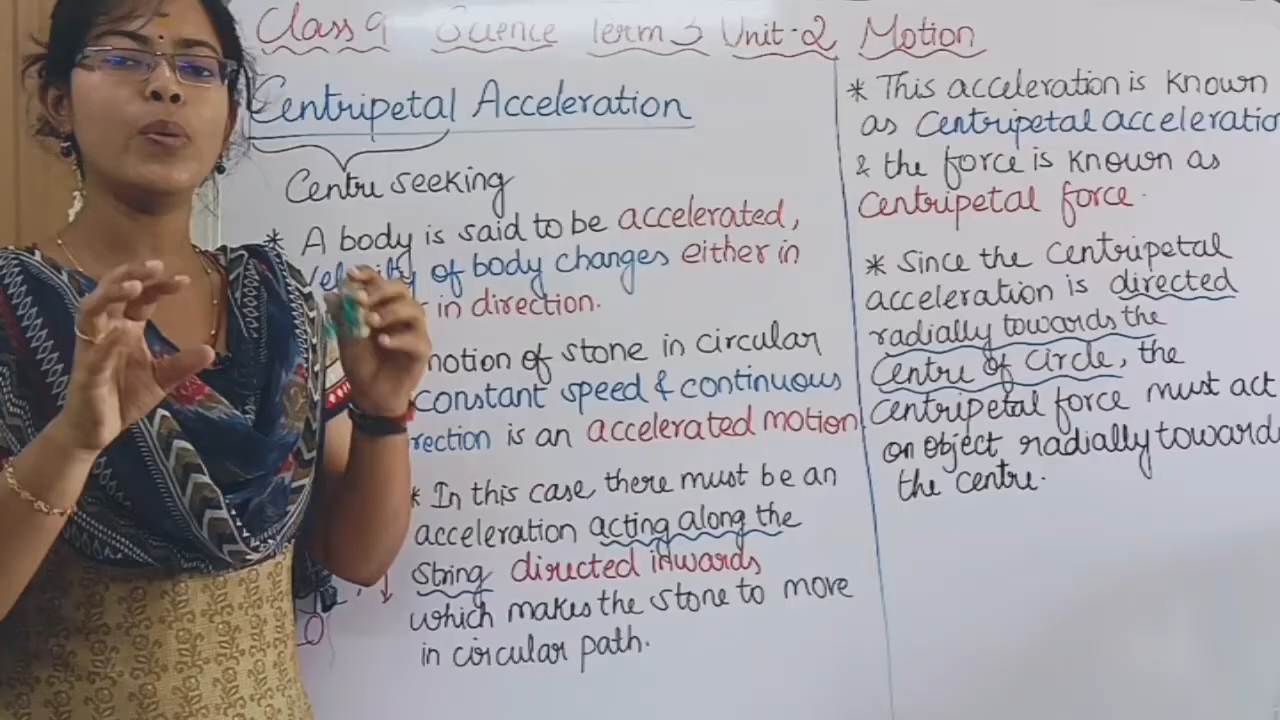 Class 9 Science Term 3 Unit-2 Motion
Centripetal Acceleration
Centre seeking
* A body is said to be accelerated,
velocity of body changes either in
in direction.
motion of stone in circular
constant speed & continuous
rection is an accelerated motion
* In this case, there must be an
acceleration acting along the
string directed inwards
which makes the stone to move
in circular path.
* This acceleration is known
as centripetal acceleratio
& the force is known as
centripetal force.
* Since the centripetal
acceleration is directed
radially towards the
centre of circle, the
centripetal force must act
on object radially toward
the centre.